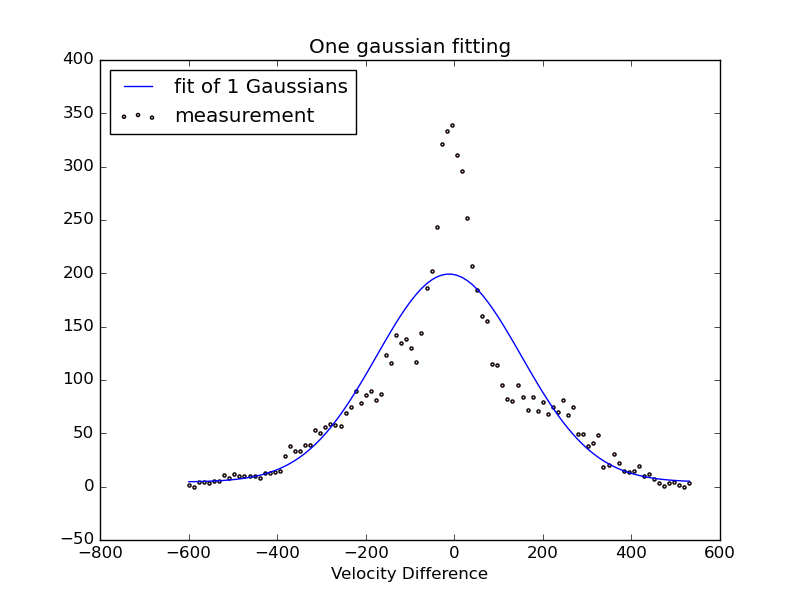 One gaussian fitting
400
350
300
250
200
150
100
50
0
−50
fit of 1 Gaussians
measurement
−800 −600 −400 −200 0 200 400 600
Velocity Difference